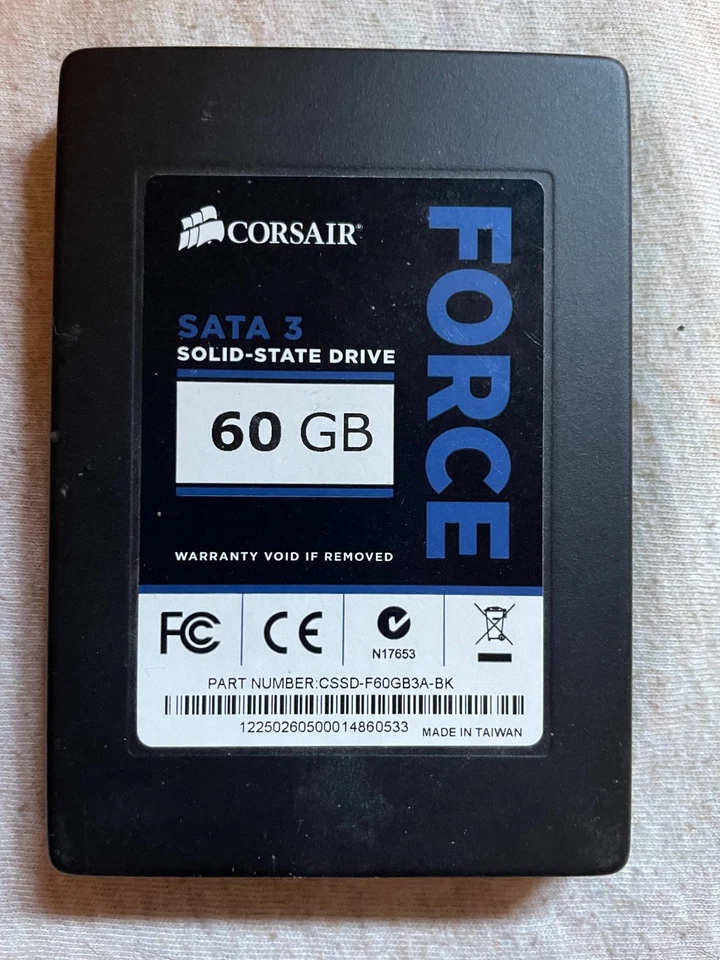 CORSAIR®
FORCE
SATA 3
SOLID-STATE DRIVE
60 GB
WARRANTY VOID IF REMOVED
FC CE
N17653
PART NUMBER:CSSD-F60GB3A-BK
12250260500014860533
MADE IN TAIWAN